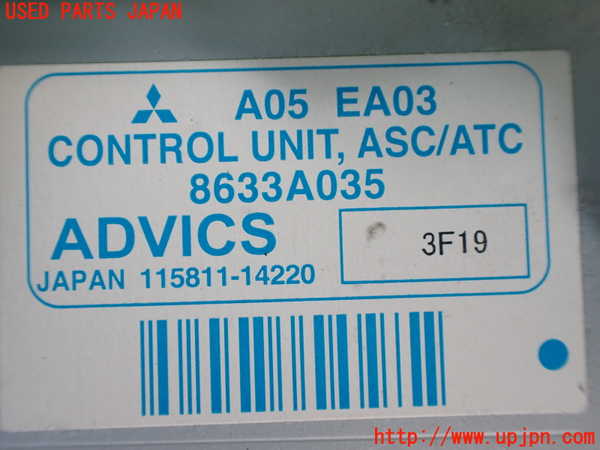 USED PARTS JAPAN
A05 EA03
CONTROL UNIT, ASC/ATC
8633A035
ADVICS
3F19
JAPAN 115811-14220
http://www.upjpn.com